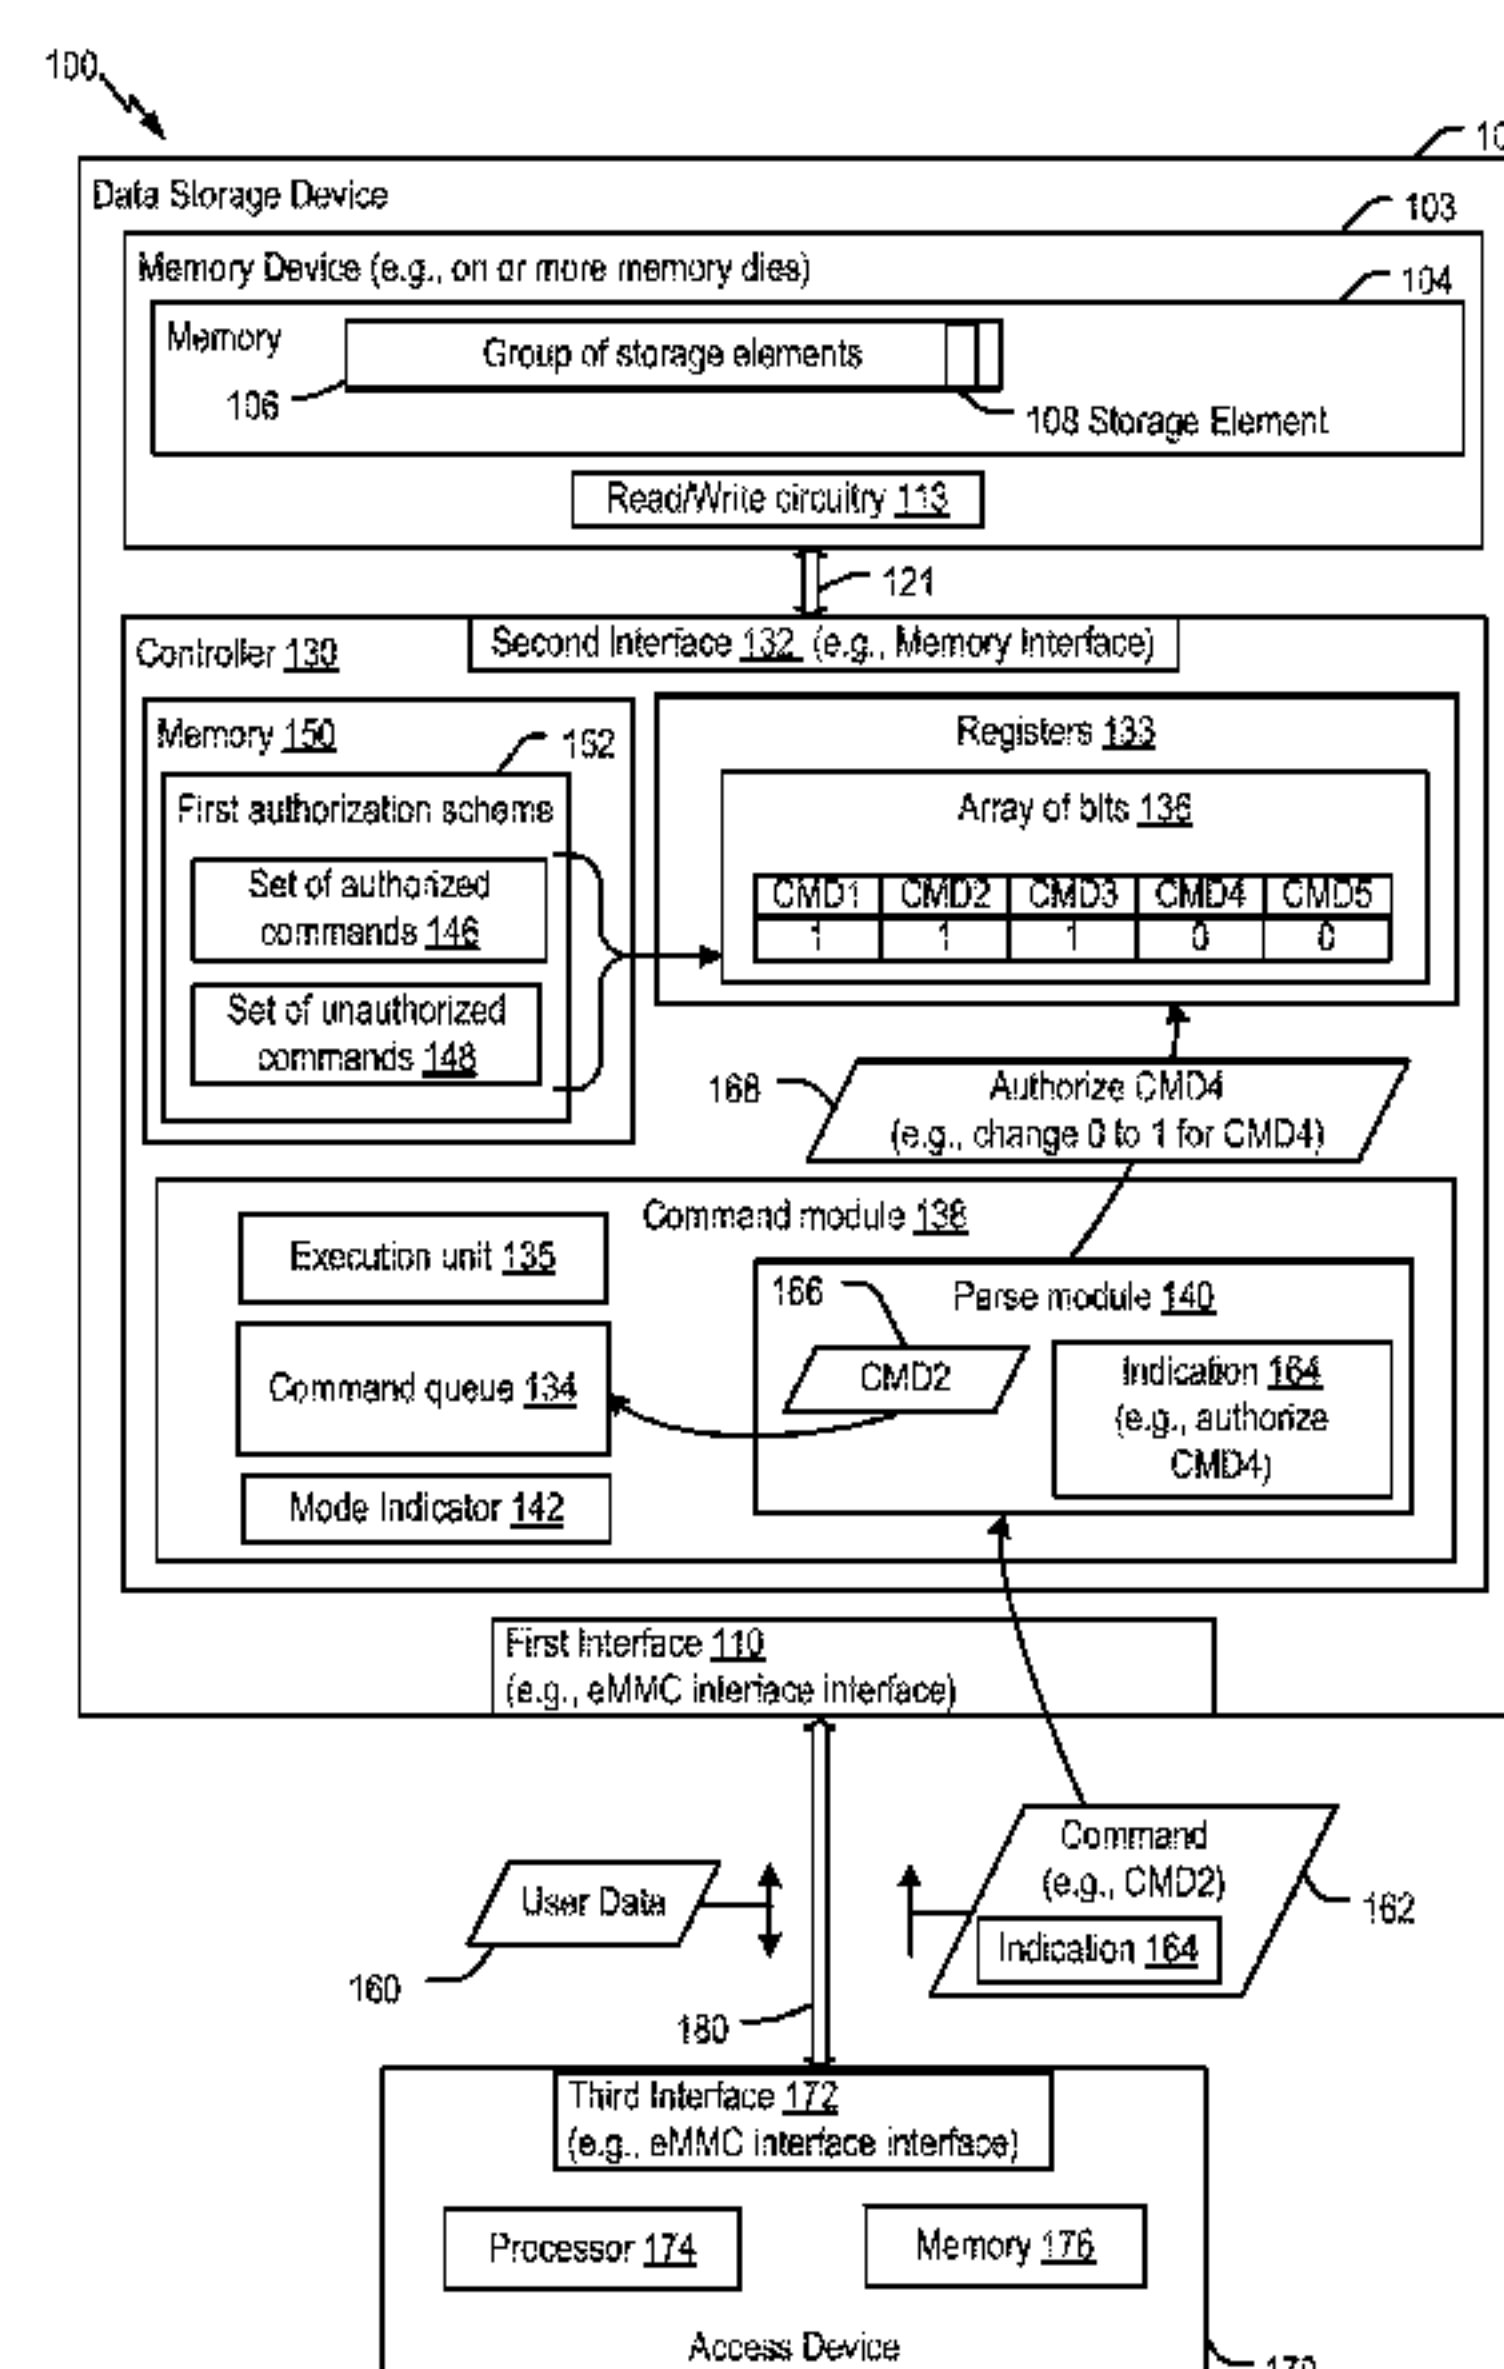 100
Data Storage Device
103
Memory Device (e.g., on or more memory dies)
104
Memory
Group of storage elements
106
108 Storage Element
Read/Write circuitry 113
121
Controller 130
Second Interface 132 (e.g., Memory Interface)
Memory 150
152
First authorization scheme
Set of authorized
commands 146
Set of unauthorized
commands 148
Registers 133
Array of bits 136
CMD1 CMD2 CMD3 CMD4 CMD5
1 1 1 0 0
168
Authorize CMD4
(e.g., change 0 to 1 for CMD4)
Command module 138
Execution unit 135
Command queue 134
Mode Indicator 142
Parse module 140
166
CMD2
Indication 164
(e.g., authorize
CMD4)
First Interface 110
(e.g., eMMC interface interface)
User Data
160
180
Command
(e.g., CMD2)
Indication 164
162
Third Interface 172
(e.g., eMMC interface interface)
Processor 174
Memory 176
Access Device